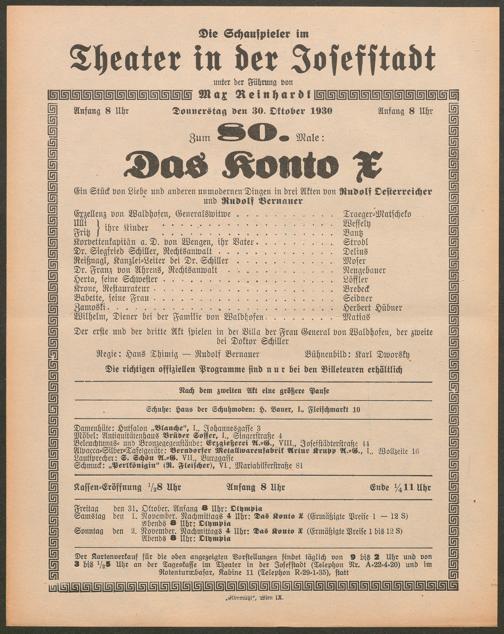 Die Schauspieler im
Theater in der Josefstadt
unter der Führung von
Max Reinhardt
Anfang 8 Uhr Donnerstag den 30. Oktober 1930 Anfang 8 Uhr
Zum 80. Male:
Das Konto X
Ein Stück von Liebe und anderen unmodernen Dingen in drei Akten von Rudolf Oesterreicher
und Rudolf Bernauer
Exzellenz von Waldhofen, Generalswitwe . . . . . . . . . . Traeger-Matscheko
Ulli } ihre Kinder . . . . . . . . . . Wessely
Fritz Bantz
Korvettenkapitän a. D. von Wengen, ihr Vater . . . . . . . . . . Strobl
Dr. Siegfried Schiller, Rechtsanwalt . . . . . . . . . . Delius
Reißnagl, Kanzlei-Leiter bei Dr. Schiller . . . . . . . . . . Moser
Dr. Franz von Ahrens, Rechtsanwalt . . . . . . . . . . Neugebauer
Herta, seine Schwester . . . . . . . . . . Löffler
Krone, Restaurateur . . . . . . . . . . Brebeck
Babette, seine Frau . . . . . . . . . . Seidner
Zamoski . . . . . . . . . . Herbert Hübner
Wilhelm, Diener bei der Familie von Waldhofen . . . . . . . . . . Matias
Der erste und der dritte Akt spielen in der Villa der Frau General von Waldhofen, der zweite
bei Doktor Schiller
Regie: Hans Thimig — Rudolf Bernauer Bühnenbild: Karl Dworsky
Die richtigen offiziellen Programme sind nur bei den Billeteuren erhältlich
Nach dem zweiten Akt eine größere Pause
Schuhe: Haus der Schuhmoden: H. Bauer, I., Fleischmarkt 10
Damenhüte: Hutsalon „Blanche“, I., Johannesgasse 3
Möbel: Antiquitätenhaus Brüder Soffer, I., Singerstraße 4
Beleuchtungs- und Bronzegegenstände: Erzgießerei A.-G., VIII., Josefstädterstraße 44
Alpacca-Silber-Tafelgeräte: Berndorfer Metallwarenfabrik Artur Krupp A.-G., I., Wollzeile 16
Lautsprecher: S. Schön A.-G. VII., Burggasse
Schmuck: „Perlkönigin“ (R. Fleischer), VI., Mariahilferstraße 81
Kassen-Eröffnung ½8 Uhr Anfang 8 Uhr Ende ¼11 Uhr
Freitag den 31. Oktober. Anfang 8 Uhr: Olympia
Samstag den 1. November. Nachmittags 4 Uhr: Das Konto X (Ermäßigte Preise 1 — 12 S)
Abends 8 Uhr: Olympia
Sonntag den 2. November. Nachmittags 4 Uhr: Das Konto X (Ermäßigte Preise 1 bis 12 S)
Abends 8 Uhr: Olympia
Der Kartenverkauf für die oben angezeigten Vorstellungen findet täglich von 9 bis 2 Uhr und von
3 bis ½5 Uhr an der Tageskasse im Theater in der Josefstadt (Telephon Nr. A-22-4-20) und im
Rotenturmbasar, Kabine 11 (Telephon R-29-1-35), statt
Wien IX.